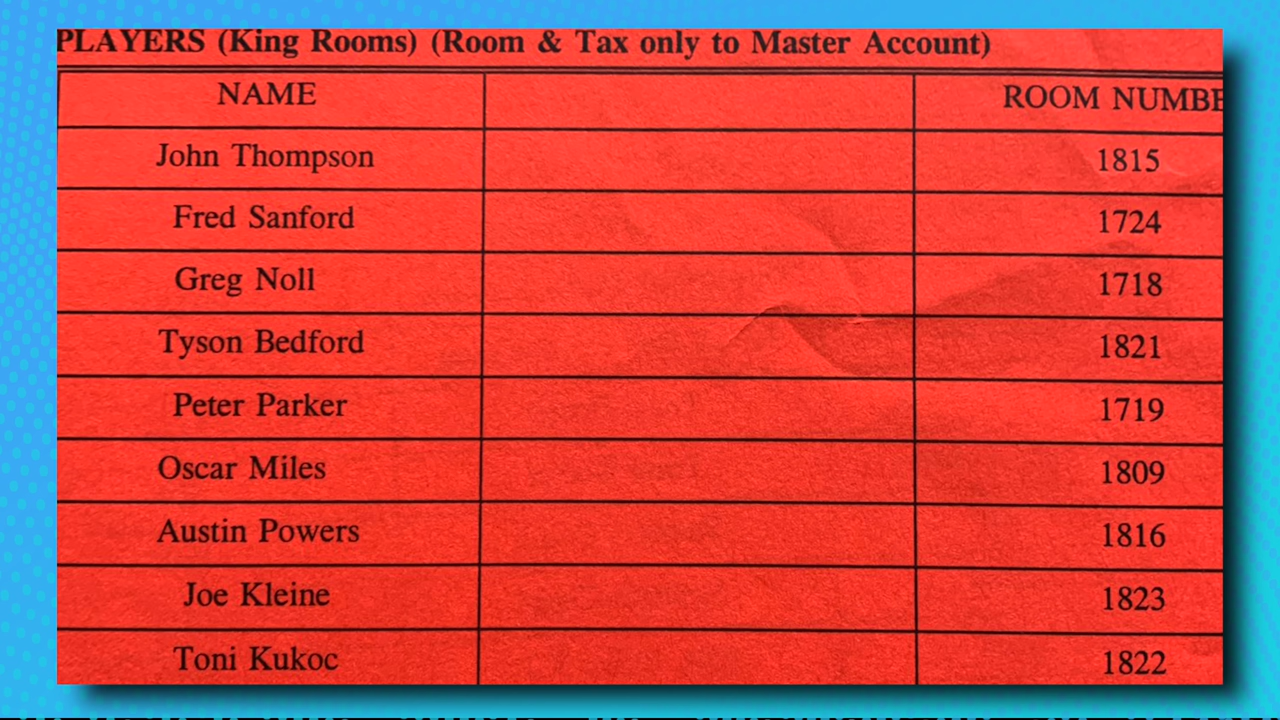 PLAYERS (King Rooms) (Room & Tax only to Master Account)
NAME ROOM NUMBE
John Thompson 1815
Fred Sanford 1724
Greg Noll 1718
Tyson Bedford 1821
Peter Parker 1719
Oscar Miles 1809
Austin Powers 1816
Joe Kleine 1823
Toni Kukoc 1822